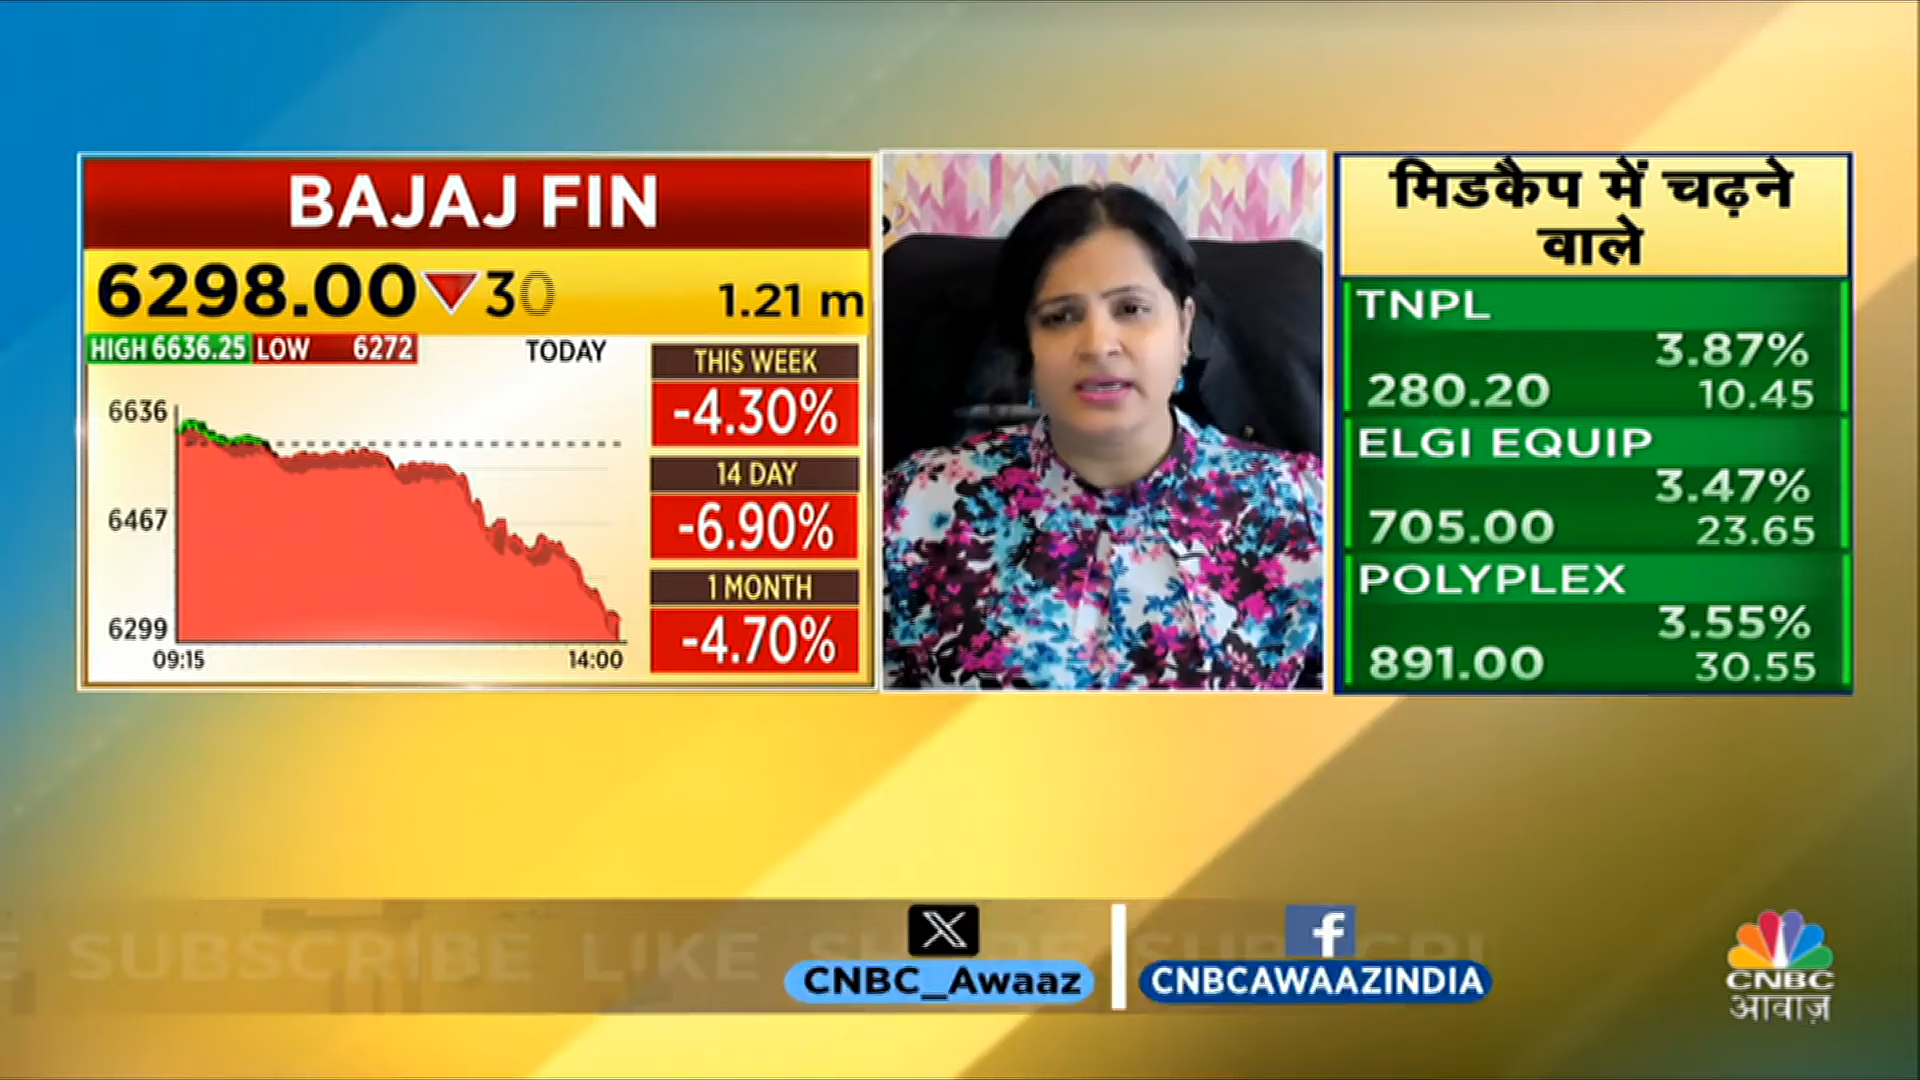 BAJAJ FIN
6298.00 30 1.21 m
HIGH 6636.25 LOW 6272 TODAY
6636
6467
6299
09:15 14:00
THIS WEEK
-4.30%
14 DAY
-6.90%
1 MONTH
-4.70%
मिडकैप में चढ़ने
वाले
TNPL
3.87%
280.20 10.45
ELGI EQUIP
3.47%
705.00 23.65
POLYPLEX
3.55%
891.00 30.55
SUBSCRIBE LIKE SHARE SUBSCRI
CNBC_Awaaz
CNBCAWAAZINDIA
CNBC
आवाज़